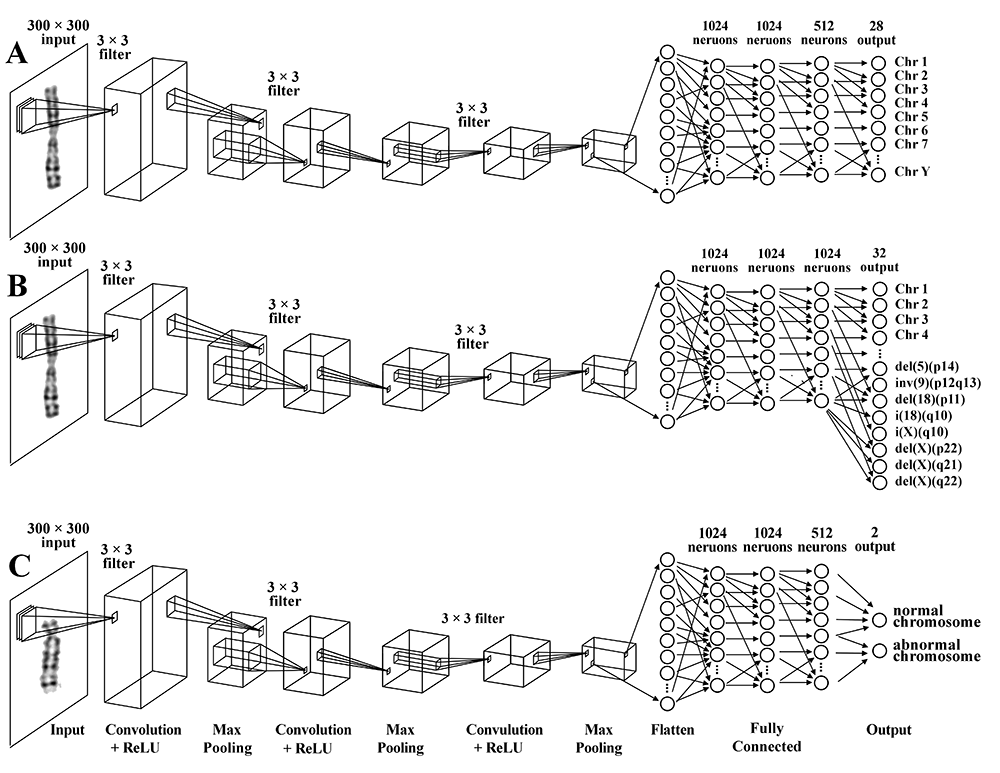 A
300 × 300
input
3 × 3
filter
3 × 3
filter
3 × 3
filter
1024
neruons
1024
neruons
512
neurons
28
output
Chr 1
Chr 2
Chr 3
Chr 4
Chr 5
Chr 6
Chr 7
Chr Y
B
300 × 300
input
3 × 3
filter
3 × 3
filter
3 × 3
filter
1024
neruons
1024
neruons
1024
neruons
32
output
Chr 1
Chr 2
Chr 3
Chr 4
del(5)(p14)
inv(9)(p12q13)
del(18)(p11)
i(18)(q10)
i(X)(q10)
del(X)(p22)
del(X)(q21)
del(X)(q22)
C
300 × 300
input
3 × 3
filter
3 × 3
filter
3 × 3 filter
1024
neruons
1024
neruons
512
neurons
2
output
normal
chromosome
abnormal
chromosome
Input
Convolution
+ ReLU
Max
Pooling
Convolution
+ ReLU
Max
Pooling
Convolution
+ ReLU
Max
Pooling
Flatten
Fully
Connected
Output